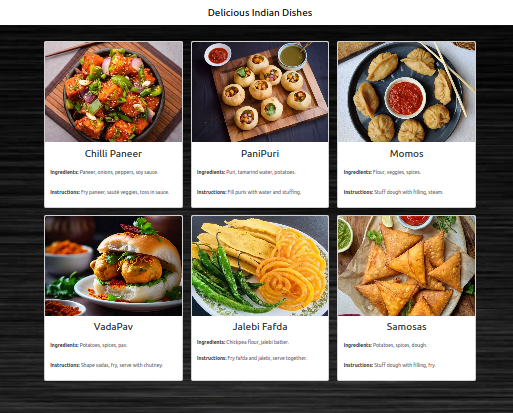 Delicious Indian Dishes
Chilli Paneer
PaniPuri
Momos
Ingredients: Paneer, onions, peppers, soy sauce.
Ingredients: Puri, tamarind water, potatoes.
Ingredients: Flour, veggies, spices.
Instructions: Fry paneer, sauté veggies, toss in sauce.
Instructions: Fill puris with water and stuffing.
Instructions: Stuff dough with filling, steam.
VadaPav
Jalebi Fafda
Samosas
Ingredients: Potatoes, spices, pav.
Ingredients: Chickpea flour, jalebi batter.
Ingredients: Potatoes, spices, dough.
Instructions: Shape vadas, fry, serve with chutney.
Instructions: Fry fafda and jalebi, serve together.
Instructions: Stuff dough with filling, fry.